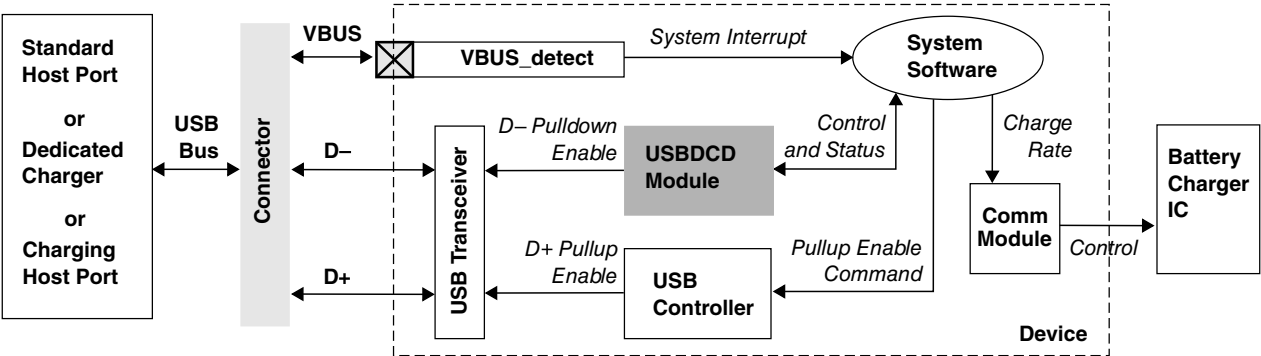 Standard
Host Port
or
Dedicated
Charger
or
Charging
Host Port
USB
Bus
Connector
VBUS
D–
D+
VBUS_detect
System Interrupt
System
Software
D– Pulldown
Enable
USBDCD
Module
Control
and Status
Charge
Rate
USB Transceiver
D+ Pullup
Enable
USB
Controller
Pullup Enable
Command
Comm
Module
Control
Battery
Charger
IC
Device